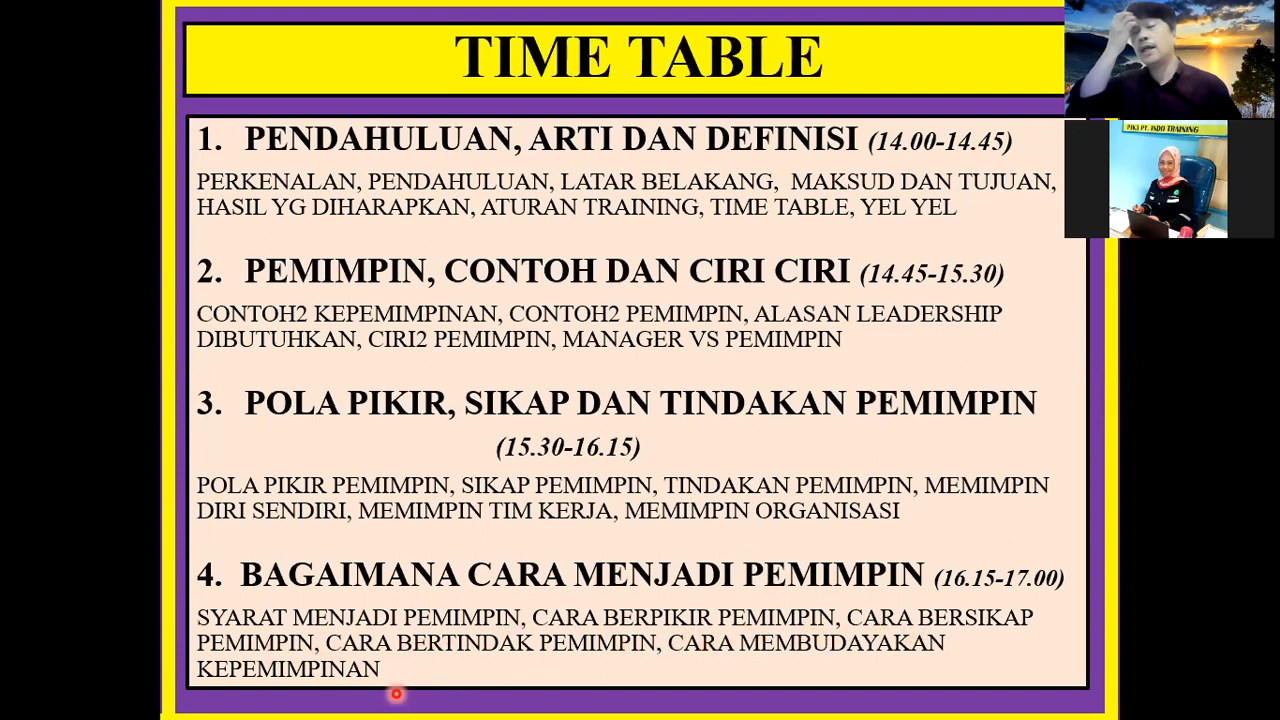 TIME TABLE
1. PENDAHULUAN, ARTI DAN DEFINISI (14.00-14.45)
PERKENALAN, PENDAHULUAN, LATAR BELAKANG, MAKSUD DAN TUJUAN,
HASIL YG DIHARAPKAN, ATURAN TRAINING, TIME TABLE, YEL YEL
2. PEMIMPIN, CONTOH DAN CIRI CIRI (14.45-15.30)
CONTOH2 KEPEMIMPINAN, CONTOH2 PEMIMPIN, ALASAN LEADERSHIP
DIBUTUHKAN, CIRI2 PEMIMPIN, MANAGER VS PEMIMPIN
3. POLA PIKIR, SIKAP DAN TINDAKAN PEMIMPIN
(15.30-16.15)
POLA PIKIR PEMIMPIN, SIKAP PEMIMPIN, TINDAKAN PEMIMPIN, MEMIMPIN
DIRI SENDIRI, MEMIMPIN TIM KERJA, MEMIMPIN ORGANISASI
4. BAGAIMANA CARA MENJADI PEMIMPIN (16.15-17.00)
SYARAT MENJADI PEMIMPIN, CARA BERPIKIR PEMIMPIN, CARA BERSIKAP
PEMIMPIN, CARA BERTINDAK PEMIMPIN, CARA MEMBUDAYAKAN
KEPEMIMPINAN
PJK3 PT. INDO TRAINING